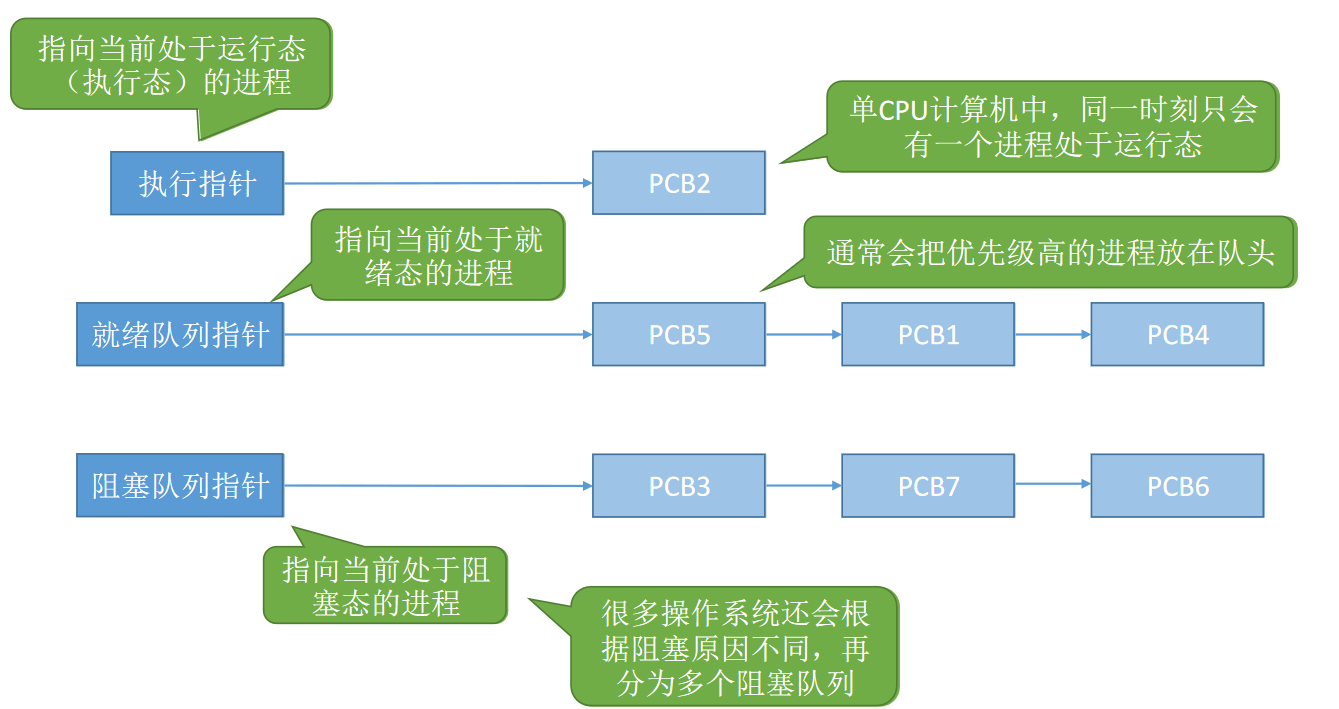 指向当前处于运行态
（执行态）的进程
单CPU计算机中，同一时刻只会
有一个进程处于运行态
执行指针
PCB2
指向当前处于就
绪态的进程
通常会把优先级高的进程放在队头
就绪队列指针
PCB5
PCB1
PCB4
阻塞队列指针
PCB3
PCB7
PCB6
指向当前处于阻
塞态的进程
很多操作系统还会根
据阻塞原因不同，再
分为多个阻塞队列